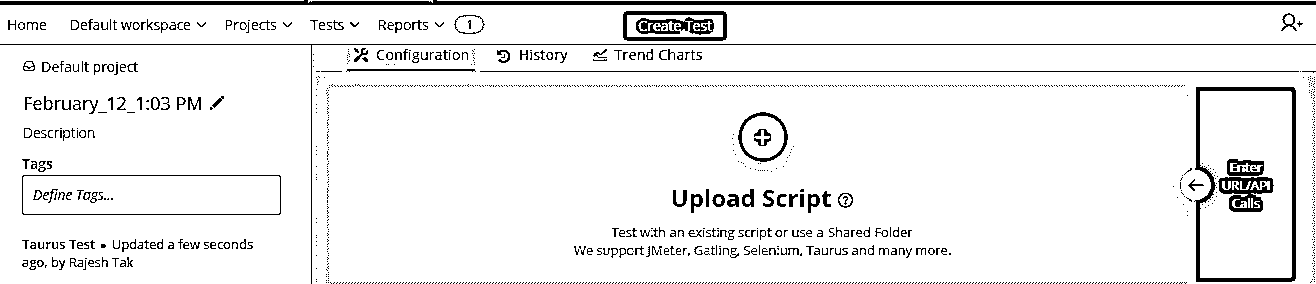 Home Default workspace Projects Tests Reports 1 Create Test
Configuration History Trend Charts
Default project
February_12_1:03 PM
Description
Tags
Define Tags...
Taurus Test • Updated a few seconds
ago, by Rajesh Tak
Upload Script ?
Test with an existing script or use a Shared Folder
We support JMeter, Gatling, Selenium, Taurus and many more.
Enter
URL/API
Calls